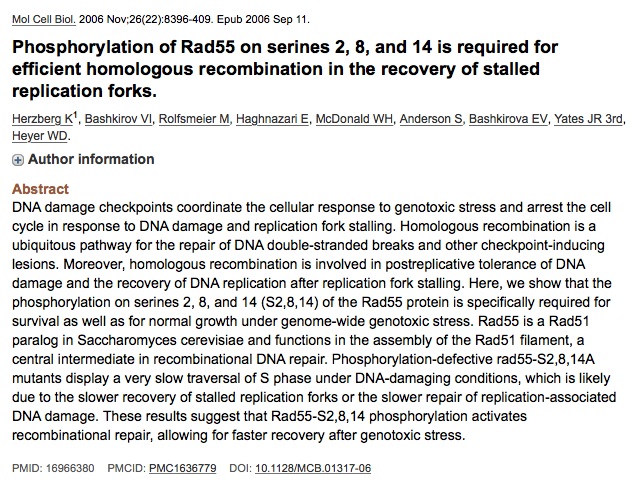 Mol Cell Biol. 2006 Nov;26(22):8396-409. Epub 2006 Sep 11.
Phosphorylation of Rad55 on serines 2, 8, and 14 is required for
efficient homologous recombination in the recovery of stalled
replication forks.
Herzberg K1, Bashkirov VI, Rolfsmeier M, Haghnazari E, McDonald WH, Anderson S, Bashkirova EV, Yates JR 3rd,
Heyer WD.
Author information
Abstract
DNA damage checkpoints coordinate the cellular response to genotoxic stress and arrest the cell
cycle in response to DNA damage and replication fork stalling. Homologous recombination is a
ubiquitous pathway for the repair of DNA double-stranded breaks and other checkpoint-inducing
lesions. Moreover, homologous recombination is involved in postreplicative tolerance of DNA
damage and the recovery of DNA replication after replication fork stalling. Here, we show that the
phosphorylation on serines 2, 8, and 14 (S2,8,14) of the Rad55 protein is specifically required for
survival as well as for normal growth under genome-wide genotoxic stress. Rad55 is a Rad51
paralog in Saccharomyces cerevisiae and functions in the assembly of the Rad51 filament, a
central intermediate in recombinational DNA repair. Phosphorylation-defective rad55-S2,8,14A
mutants display a very slow traversal of S phase under DNA-damaging conditions, which is likely
due to the slower recovery of stalled replication forks or the slower repair of replication-associated
DNA damage. These results suggest that Rad55-S2,8,14 phosphorylation activates
recombinational repair, allowing for faster recovery after genotoxic stress.
PMID: 16966380 PMCID: PMC1636779 DOI: 10.1128/MCB.01317-06